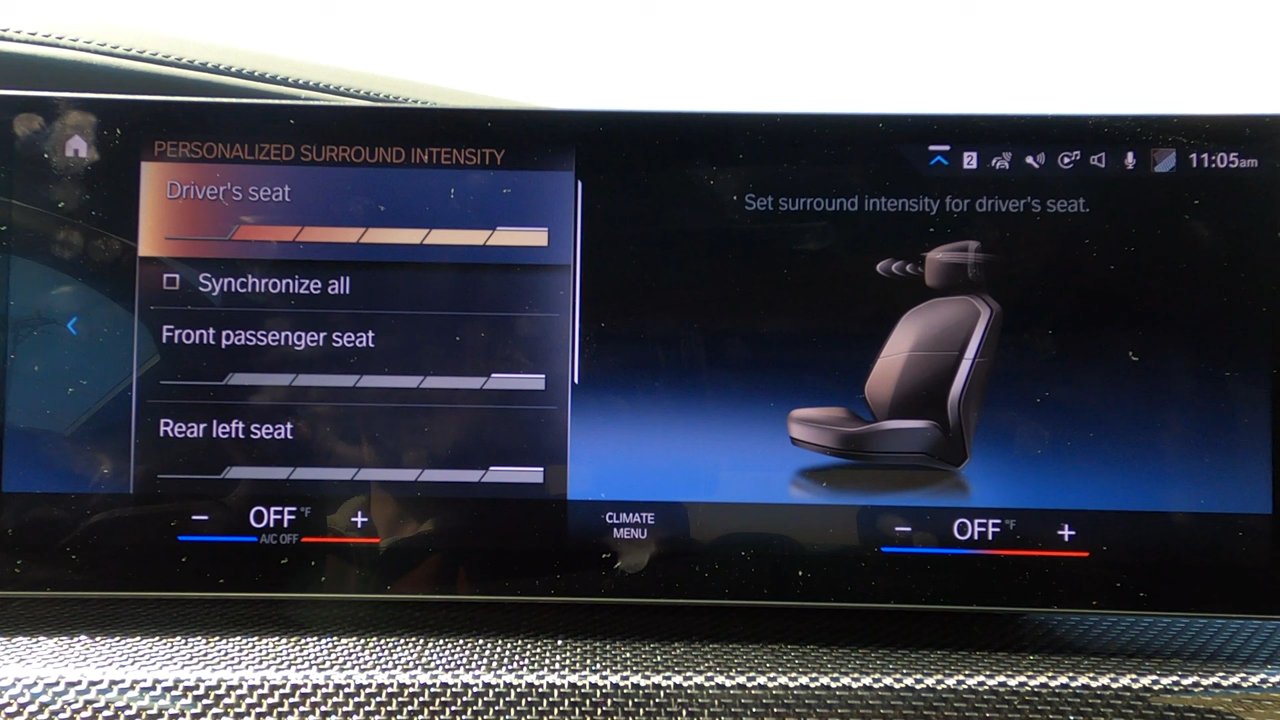 PERSONALIZED SURROUND INTENSITY
2
11:05am
Driver's seat
Set surround intensity for driver's seat.
Synchronize all
Front passenger seat
Rear left seat
− OFF °F +
A/C OFF
CLIMATE
MENU
− OFF °F +